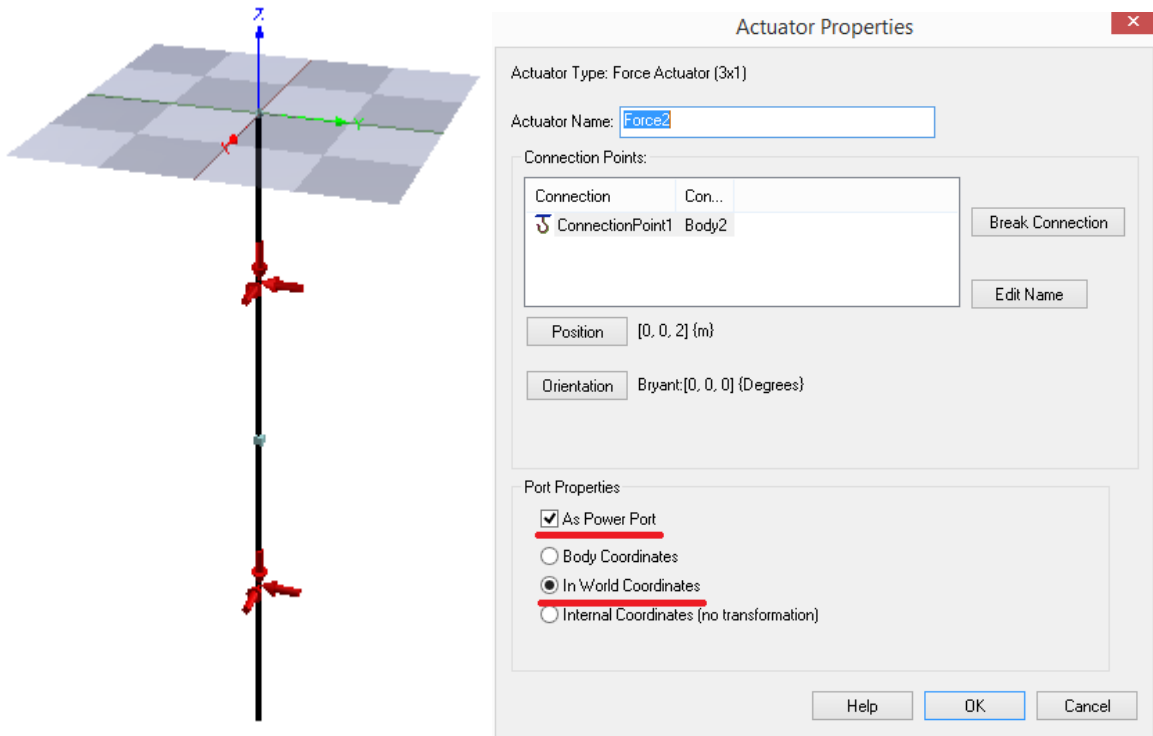 Z
Y
X
Actuator Properties
Actuator Type: Force Actuator (3x1)
Actuator Name: Force2
Connection Points:
Connection Con...
ConnectionPoint1 Body2
Break Connection
Edit Name
Position [0, 0, 2] {m}
Orientation Bryant:[0, 0, 0] {Degrees}
Port Properties
As Power Port
Body Coordinates
In World Coordinates
Internal Coordinates (no transformation)
Help OK Cancel